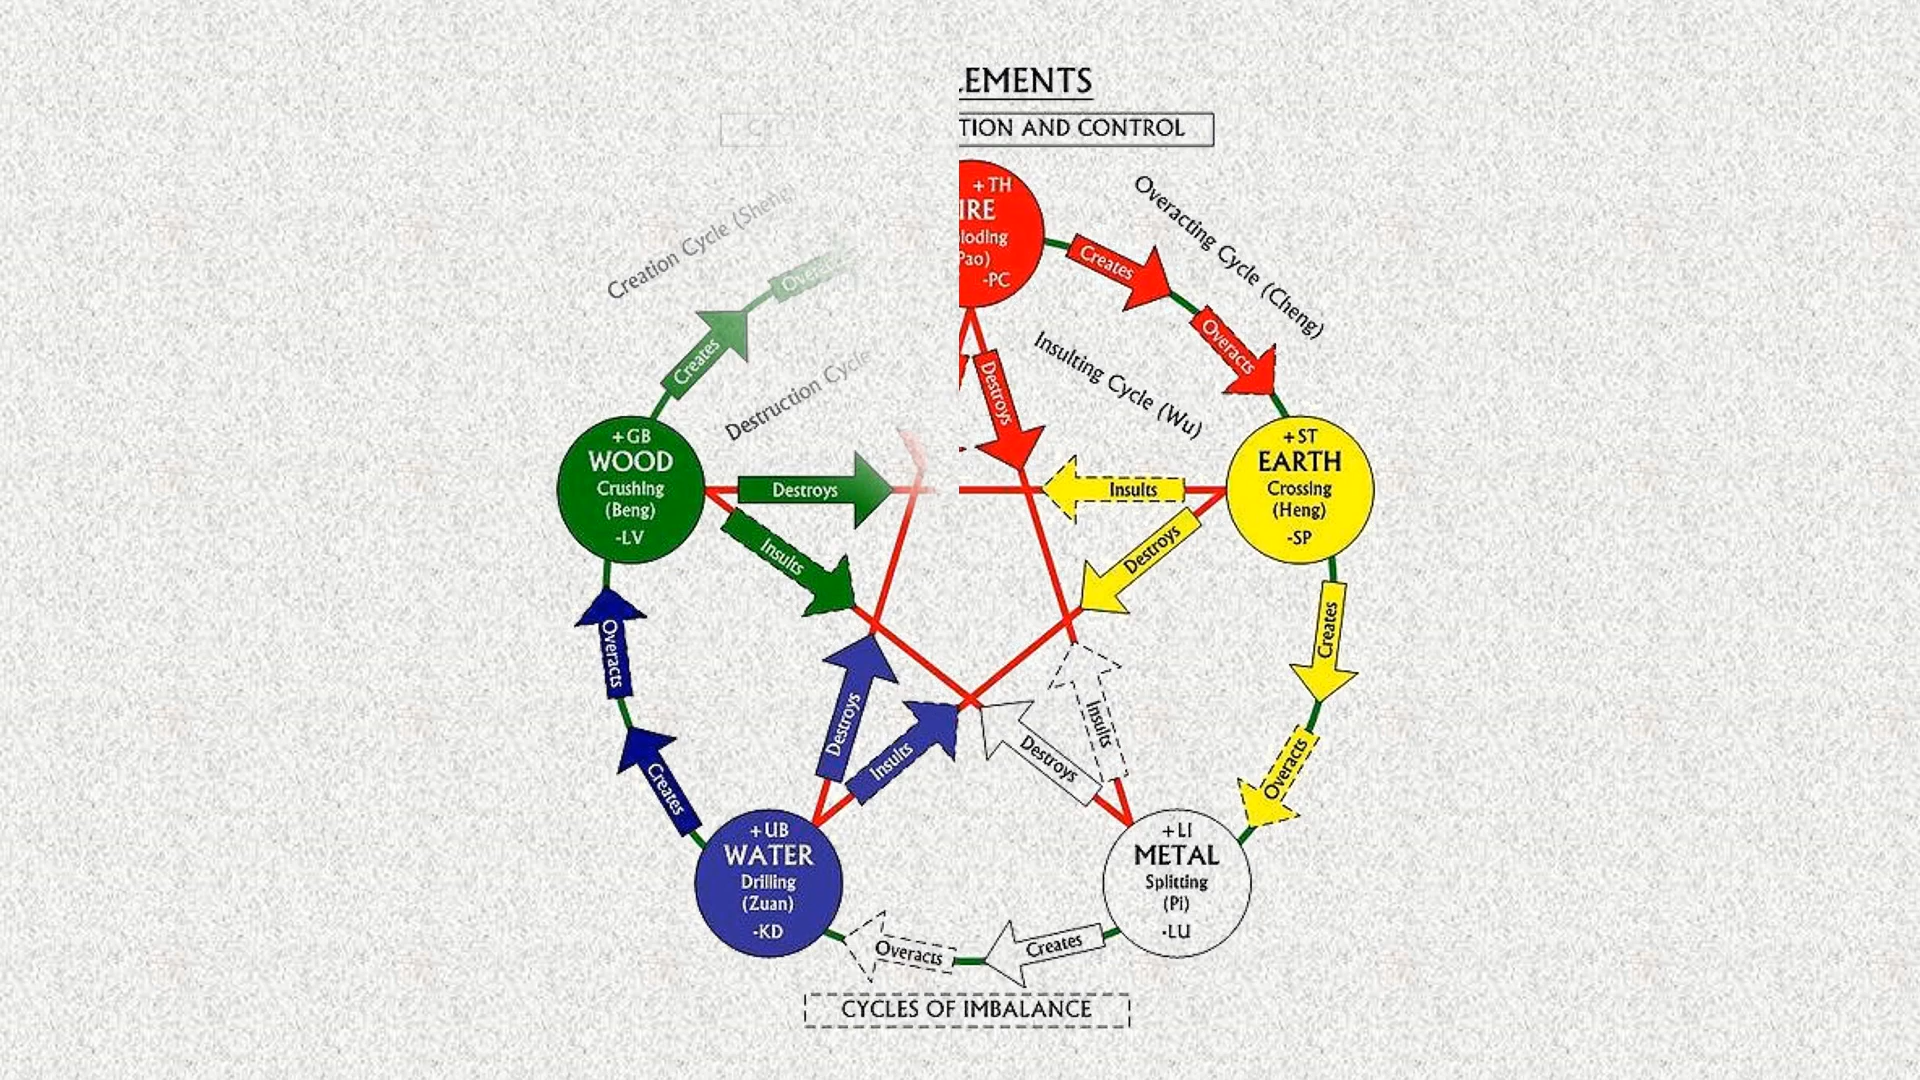 LEMENTS
TION AND CONTROL
Creation Cycle (Sheng
Overacting Cycle (Cheng)
+TH
IRE
loding
Pao)
-PC
Creates
Overacts
Creates
Destruction Cycle
Insulting Cycle (Wu)
Destroys
+GB
WOOD
Crushing
(Beng)
-LV
Destroys
Insults
Insults
Destroys
+ST
EARTH
Crossing
(Heng)
-SP
Overacts
Creates
Destroys
Insults
Destroys
Insults
Creates
Overacts
+UB
WATER
Drilling
(Zuan)
-KD
+LI
METAL
Splitting
(Pi)
-LU
Overacts
Creates
CYCLES OF IMBALANCE